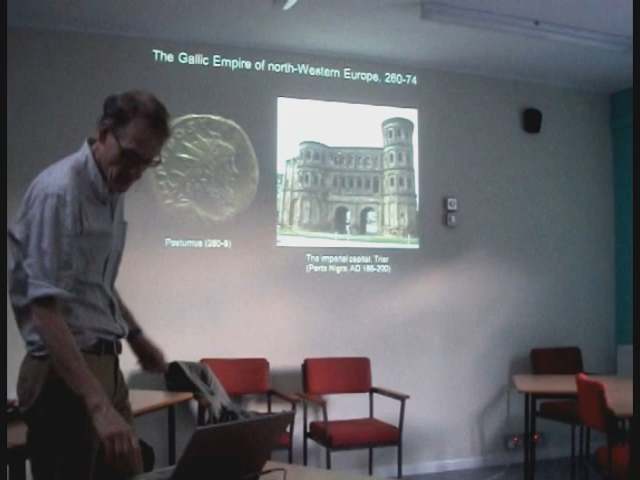 The Gallic Empire of north-Western Europe, 260-74
Postumus (260-9)
The imperial capital: Trier
(Porta Nigra, AD 186-200)